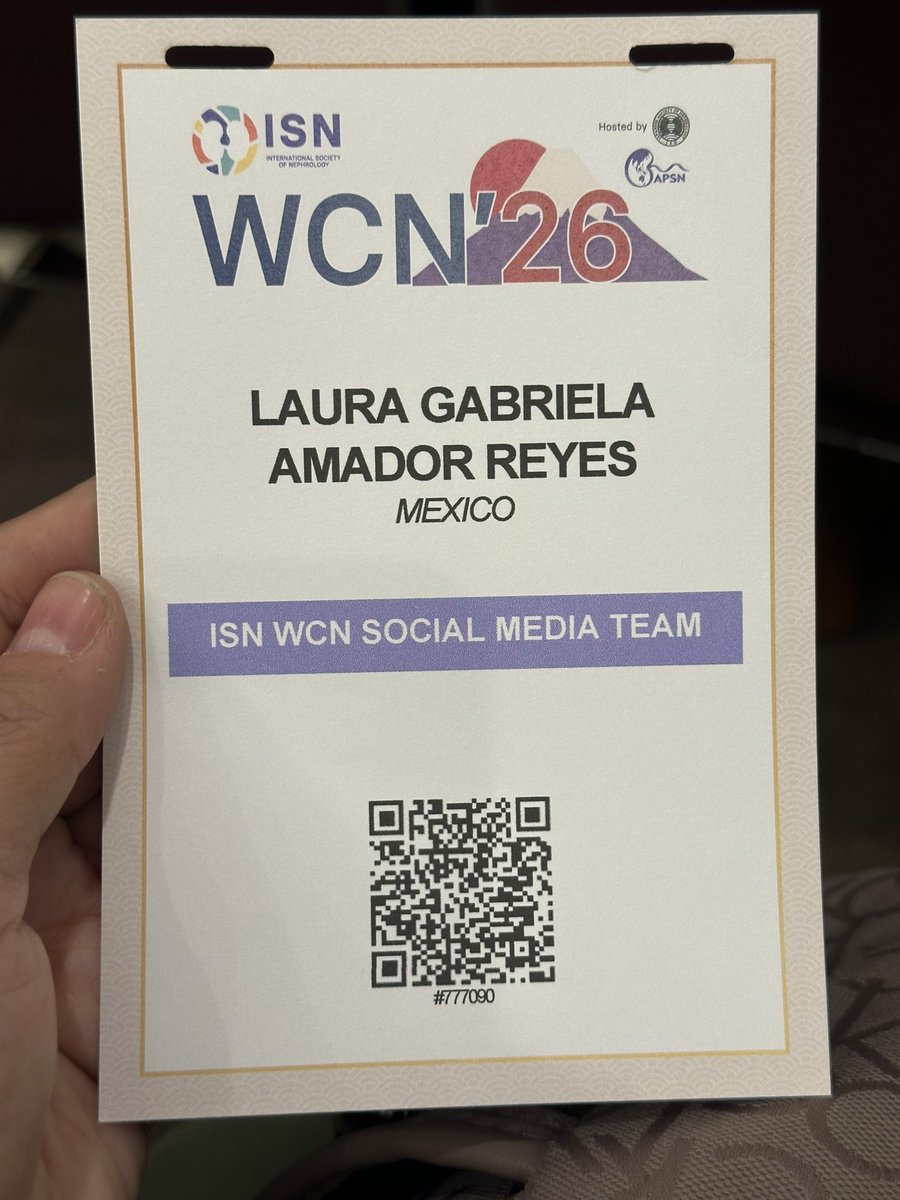 ISN
INTERNATIONAL SOCIETY
OF NEPHROLOGY
Hosted by
APSN
WCN'26
LAURA GABRIELA
AMADOR REYES
MEXICO
ISN WCN SOCIAL MEDIA TEAM
#777090